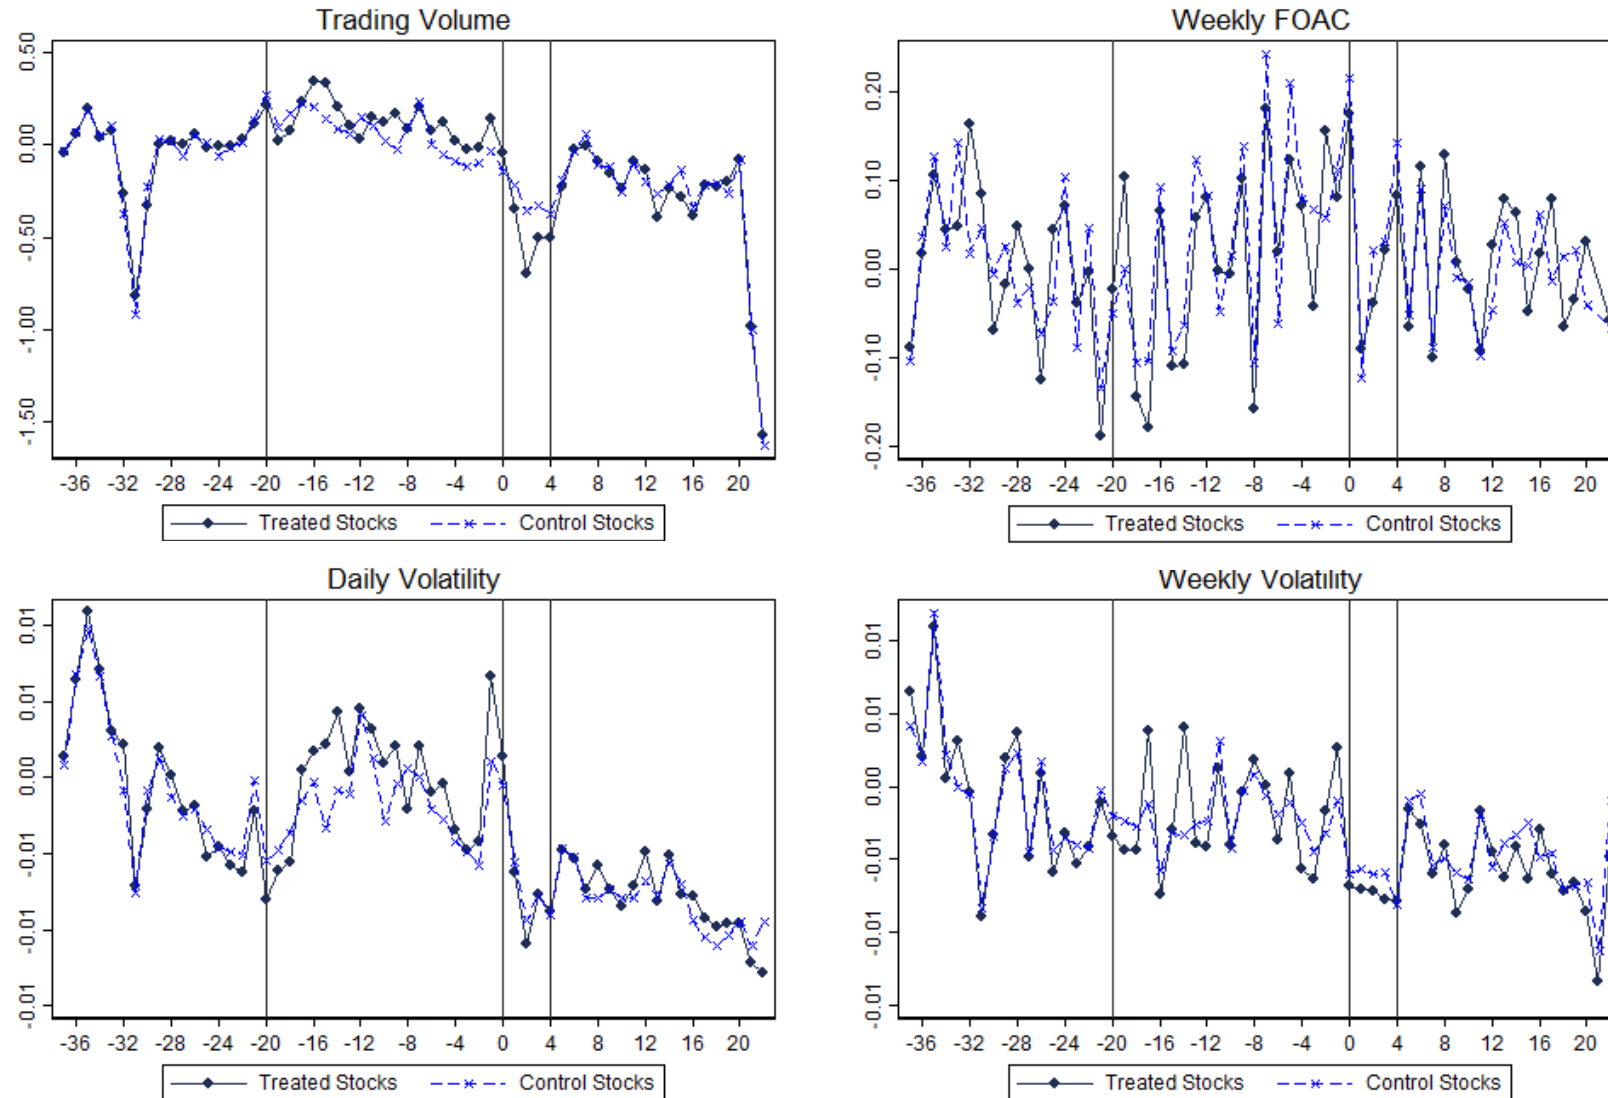 Trading Volume
0.50
0.00
-0.50
-1.00
-1.50
-36 -32 -28 -24 -20 -16 -12 -8 -4 0 4 8 12 16 20
Treated Stocks Control Stocks
Weekly FOAC
0.20
0.10
0.00
-0.10
-0.20
-36 -32 -28 -24 -20 -16 -12 -8 -4 0 4 8 12 16 20
Treated Stocks Control Stocks
Daily Volatility
0.01
0.01
0.00
-0.01
-0.01
-0.01
-36 -32 -28 -24 -20 -16 -12 -8 -4 0 4 8 12 16 20
Treated Stocks Control Stocks
Weekly Volatility
0.01
0.01
0.00
-0.01
-0.01
-0.01
-36 -32 -28 -24 -20 -16 -12 -8 -4 0 4 8 12 16 20
Treated Stocks Control Stocks